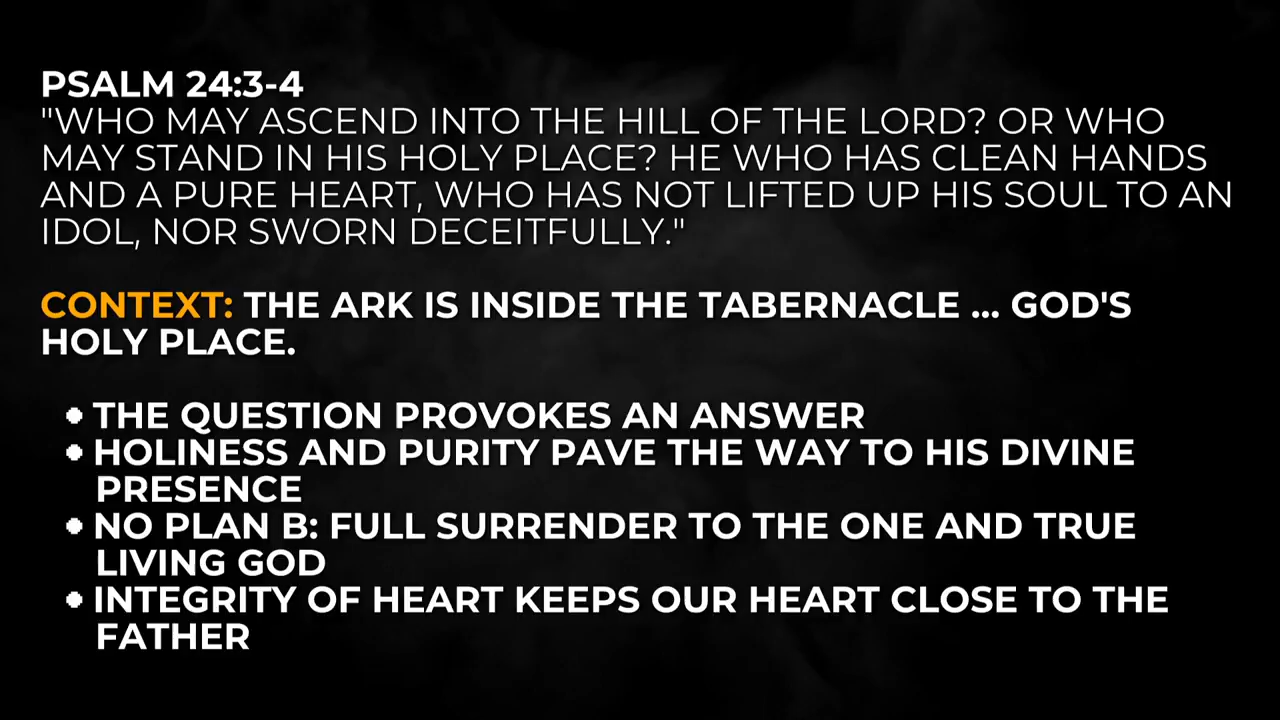 PSALM 24:3-4
"WHO MAY ASCEND INTO THE HILL OF THE LORD? OR WHO
MAY STAND IN HIS HOLY PLACE? HE WHO HAS CLEAN HANDS
AND A PURE HEART, WHO HAS NOT LIFTED UP HIS SOUL TO AN
IDOL, NOR SWORN DECEITFULLY."
CONTEXT: THE ARK IS INSIDE THE TABERNACLE ... GOD'S
HOLY PLACE.
• THE QUESTION PROVOKES AN ANSWER
• HOLINESS AND PURITY PAVE THE WAY TO HIS DIVINE
PRESENCE
• NO PLAN B: FULL SURRENDER TO THE ONE AND TRUE
LIVING GOD
• INTEGRITY OF HEART KEEPS OUR HEART CLOSE TO THE
FATHER